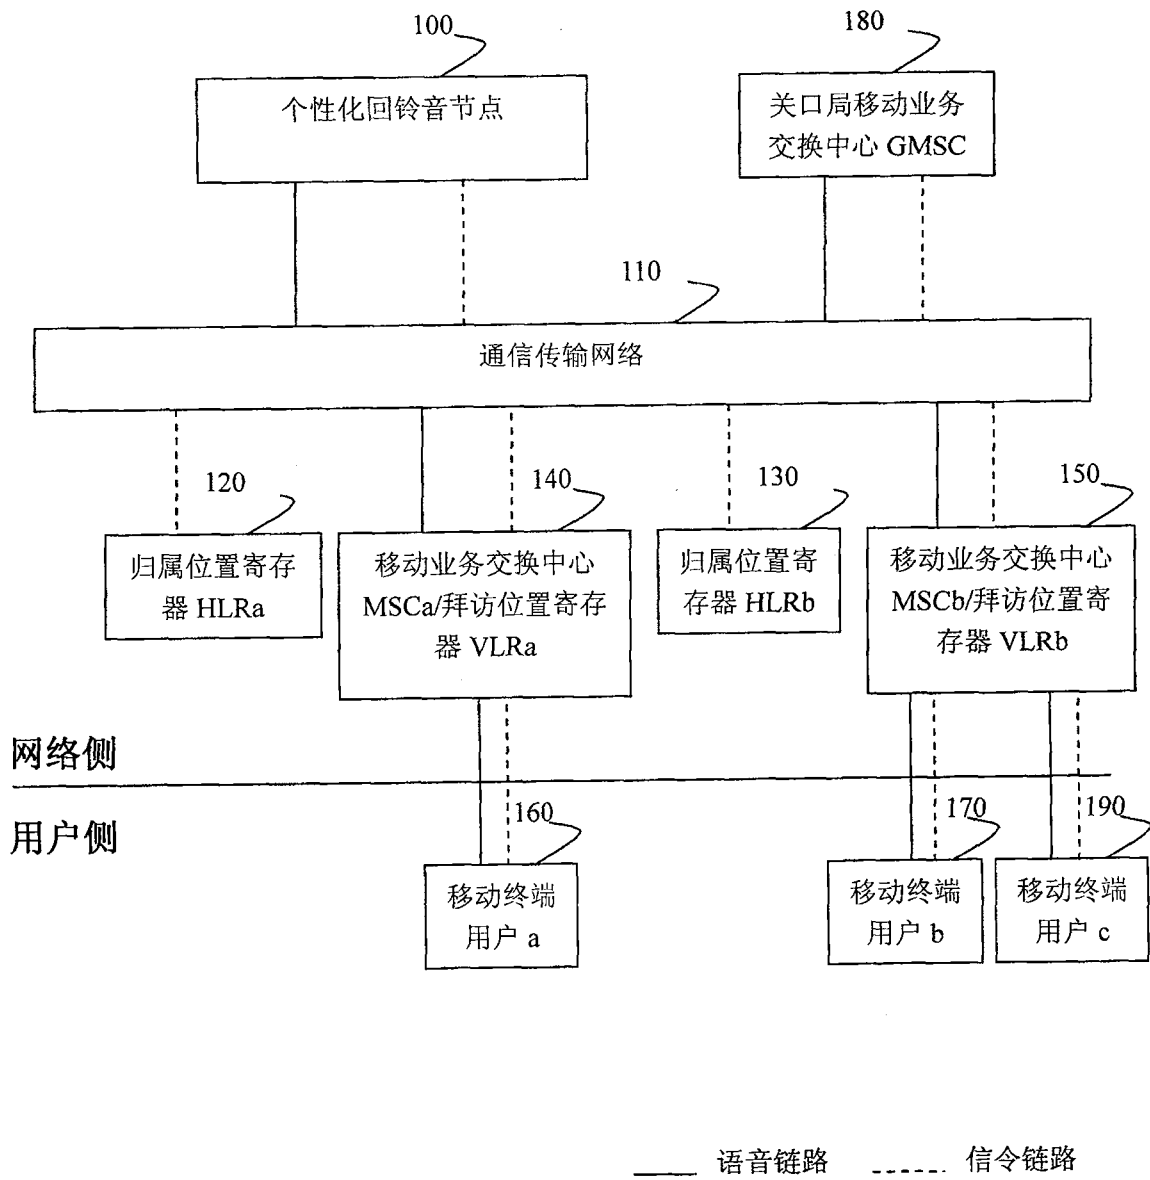 100
180
个性化回铃音节点
关口局移动业务
交换中心 GMSC
110
通信传输网络
120
140
130
150
归属位置寄存
器 HLRa
移动业务交换中心
MSCa/拜访位置寄存
器 VLRa
归属位置寄
存器 HLRb
移动业务交换中心
MSCb/拜访位置寄
存器 VLRb
网络侧
用户侧
160
170
190
移动终端
用户 a
移动终端
用户 b
移动终端
用户 c
语音链路
信令链路